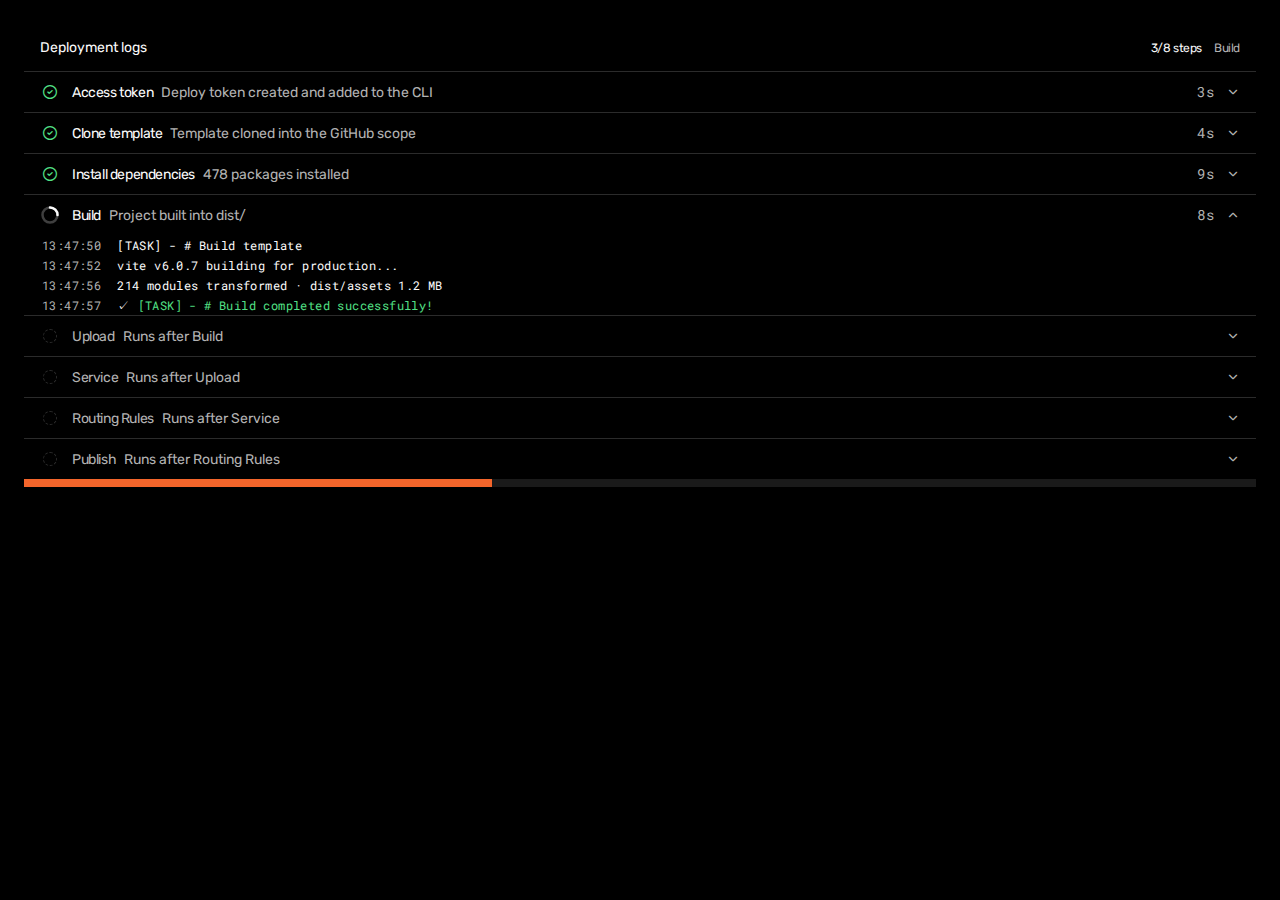 Deployment logs 3/8 steps Build
Access token Deploy token created and added to the CLI 3s
Clone template Template cloned into the GitHub scope 4s
Install dependencies 478 packages installed 9s
Build Project built into dist/ 8s
13:47:50 [TASK] - # Build template
13:47:52 vite v6.0.7 building for production...
13:47:56 214 modules transformed · dist/assets 1.2 MB
13:47:57 ✓ [TASK] - # Build completed successfully!
Upload Runs after Build
Service Runs after Upload
Routing Rules Runs after Service
Publish Runs after Routing Rules